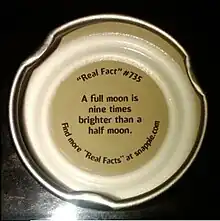 "Real Fact" #735
A full moon is
nine times
brighter than a
half moon.
Find more "Real Facts" at snapple.com